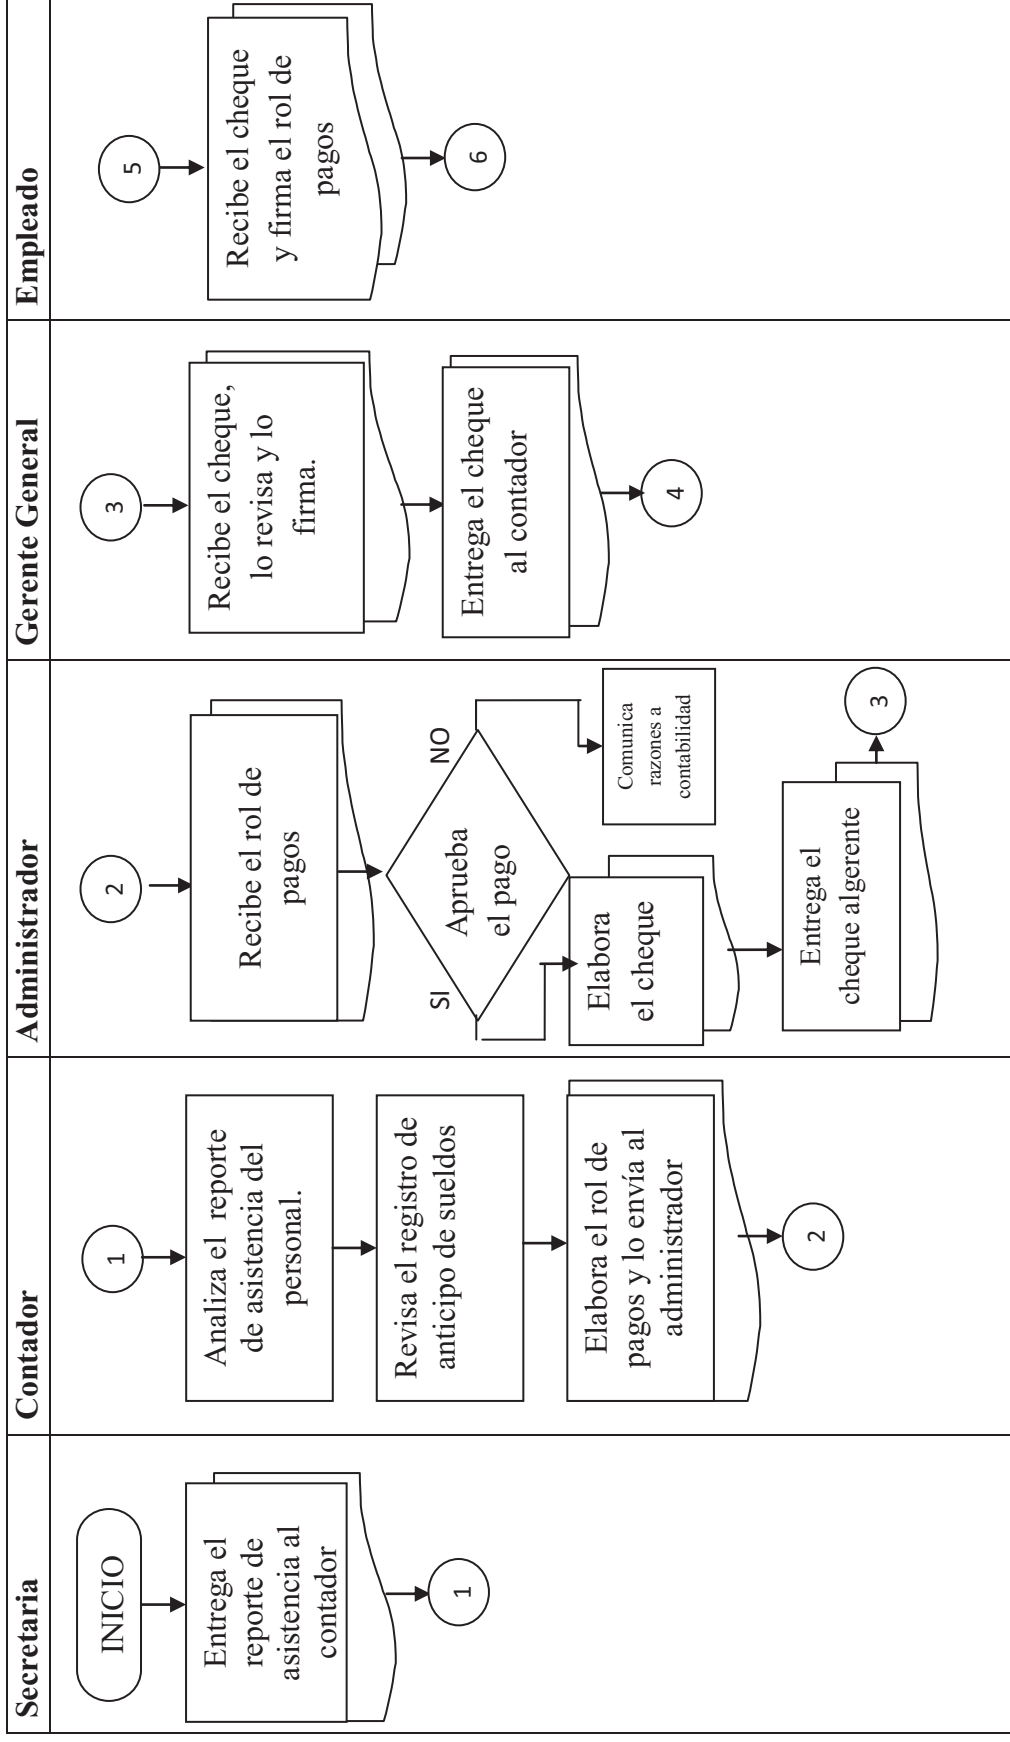 Secretaria
Contador
Administrador
Gerente General
Empleado
INICIO
Entrega el
reporte de
asistencia al
contador
1
1
Analiza el reporte
de asistencia del
personal.
Revisa el registro de
anticipo de sueldos
Elabora el rol de
pagos y lo envía al
administrador
2
2
Recibe el rol de
pagos
Aprueba
el pago
SI
NO
Elabora
el cheque
Comunica
razones a
contabilidad
Entrega el
cheque algerente
3
3
Recibe el cheque,
lo revisa y lo
firma.
Entrega el cheque
al contador
4
5
Recibe el cheque
y firma el rol de
pagos
6